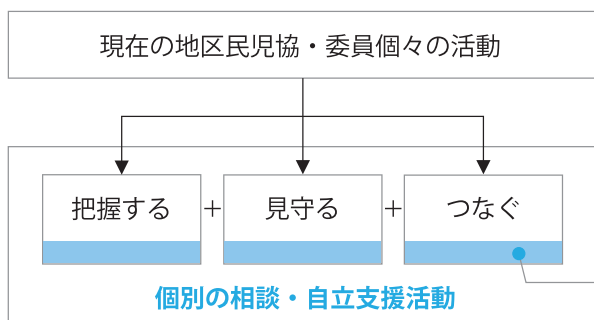 現在の地区民児協・委員個々の活動
把握する + 見守る + つなぐ
個別の相談・自立支援活動